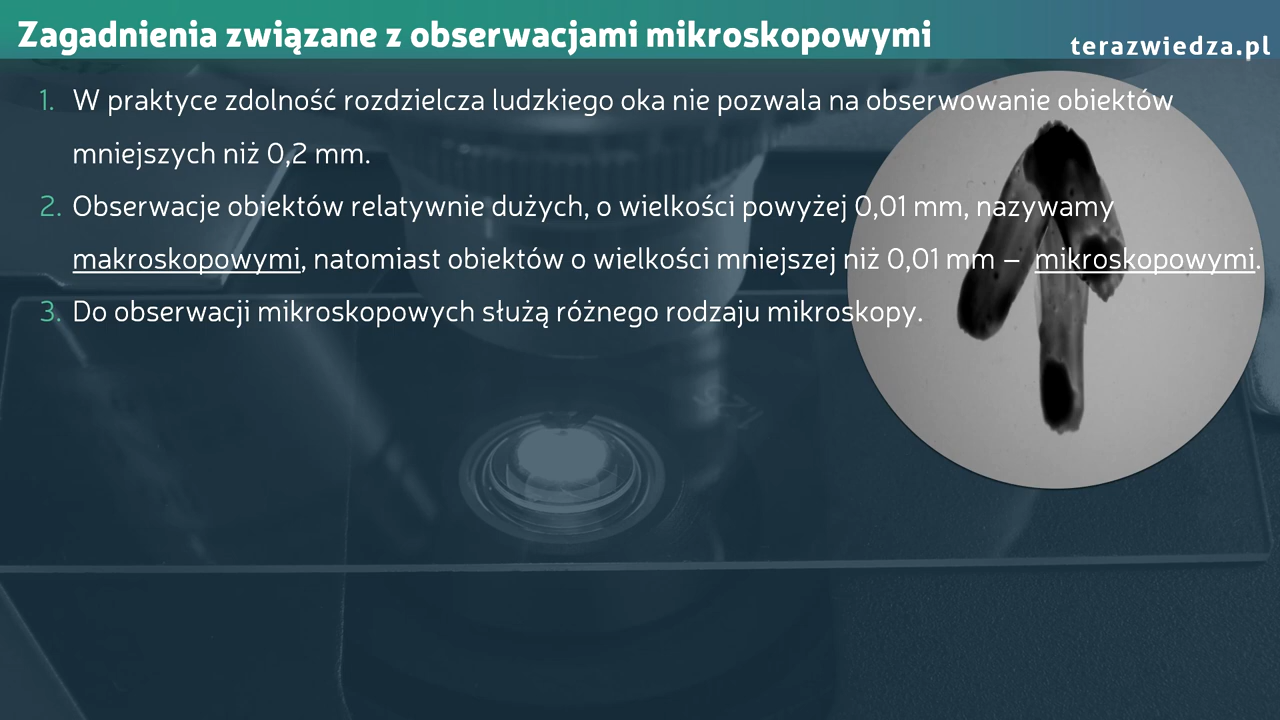 Zagadnienia związane z obserwacjami mikroskopowymi
terazwiedza.pl
1. W praktyce zdolność rozdzielcza ludzkiego oka nie pozwala na obserwowanie obiektów
mniejszych niż 0,2 mm.
2. Obserwacje obiektów relatywnie dużych, o wielkości powyżej 0,01 mm, nazywamy
makroskopowymi, natomiast obiektów o wielkości mniejszej niż 0,01 mm – mikroskopowymi.
3. Do obserwacji mikroskopowych służą różnego rodzaju mikroskopy.